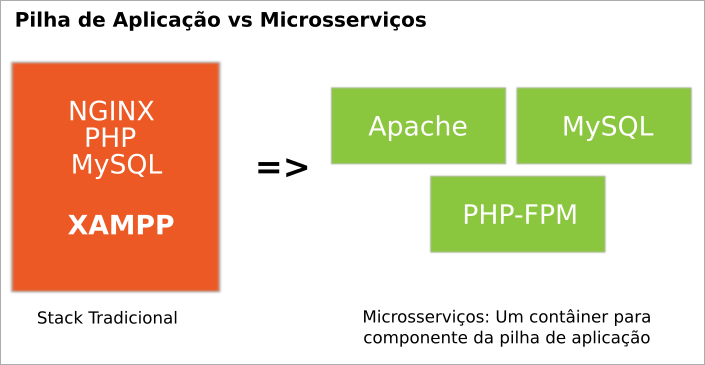 Pilha de Aplicação vs Microsserviços
NGINX
PHP
MySQL
XAMPP
=>
Apache
MySQL
PHP-FPM
Stack Tradicional
Microsserviços: Um contâiner para
componente da pilha de aplicação